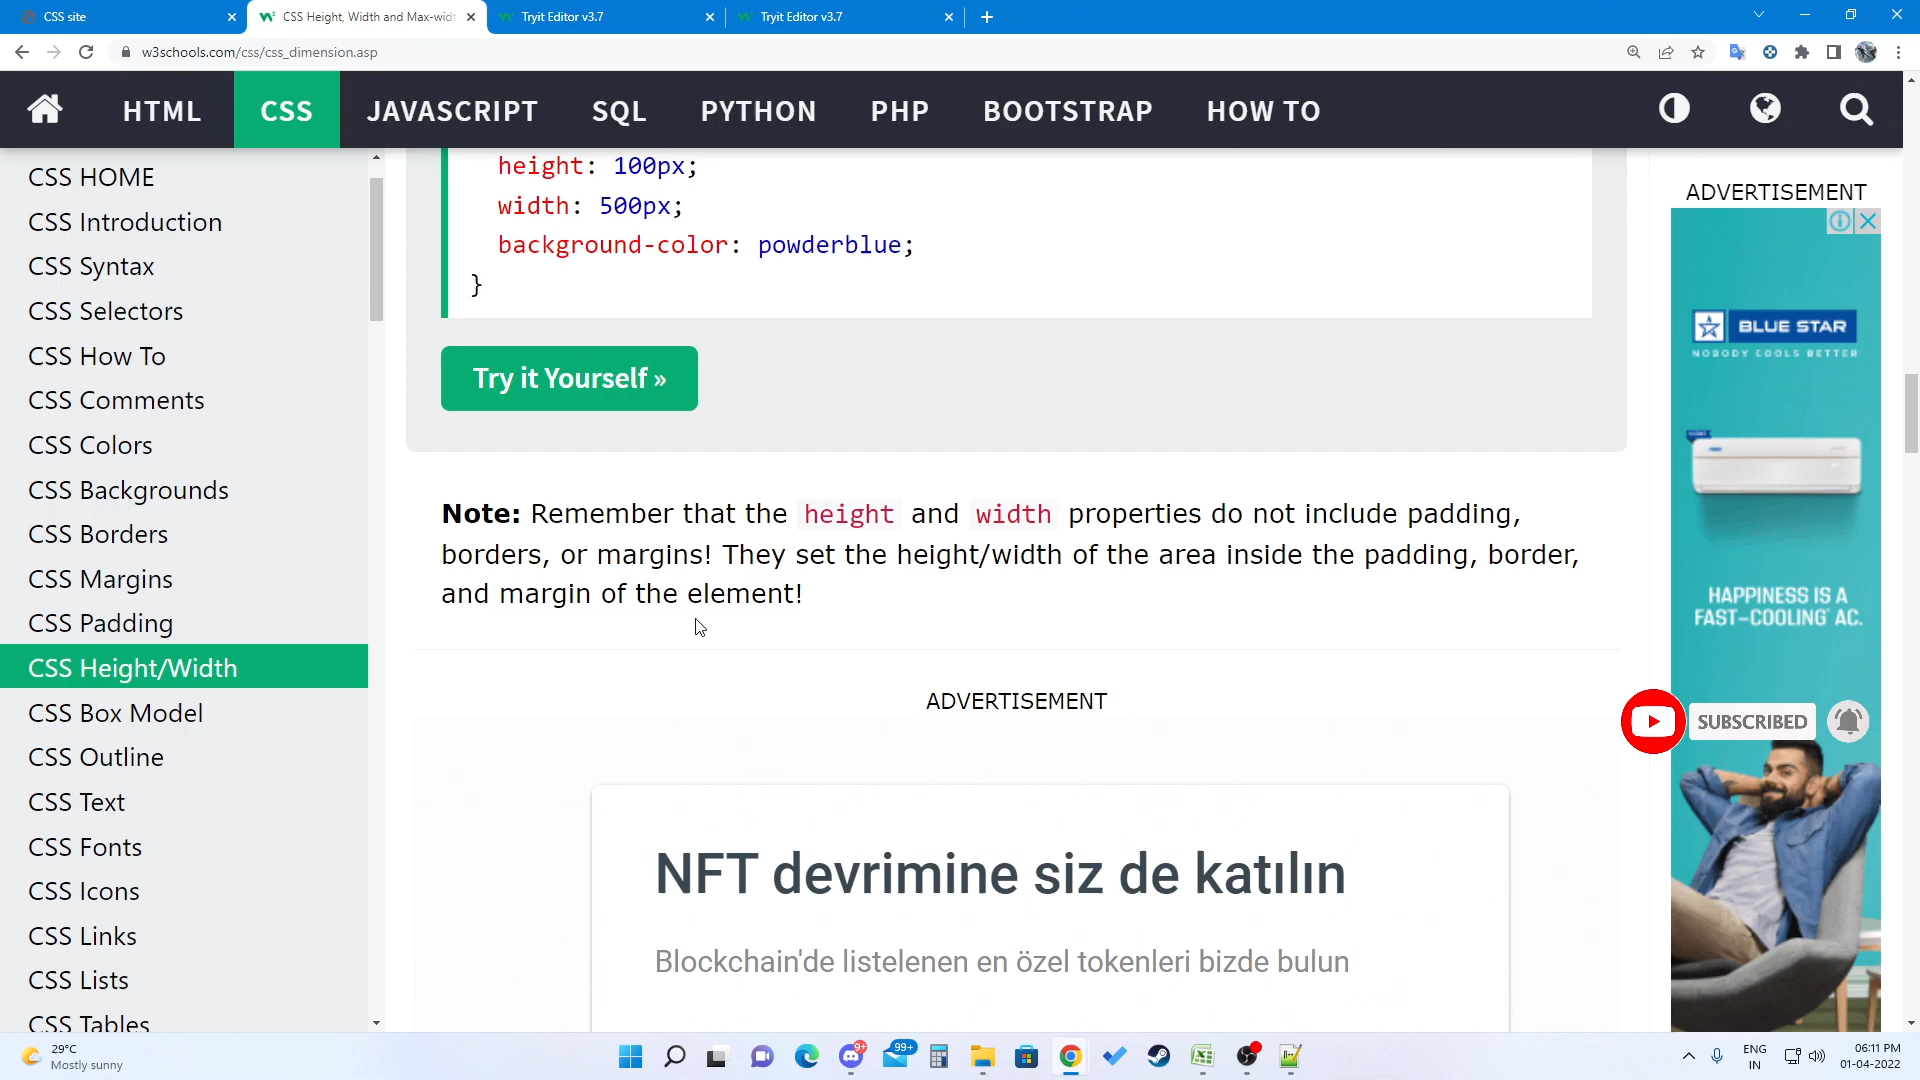 CSS site
CSS Height, Width and Max-widt
Tryit Editor v3.7
Tryit Editor v3.7
w3schools.com/css/css_dimension.asp
HTML
CSS
JAVASCRIPT
SQL
PYTHON
PHP
BOOTSTRAP
HOW TO
CSS HOME
CSS Introduction
CSS Syntax
CSS Selectors
CSS How To
CSS Comments
CSS Colors
CSS Backgrounds
CSS Borders
CSS Margins
CSS Padding
CSS Height/Width
CSS Box Model
CSS Outline
CSS Text
CSS Fonts
CSS Icons
CSS Links
CSS Lists
CSS Tables
height: 100px;
width: 500px;
background-color: powderblue;
}
Try it Yourself »
Note: Remember that the height and width properties do not include padding,
borders, or margins! They set the height/width of the area inside the padding, border,
and margin of the element!
ADVERTISEMENT
NFT devrimine siz de katılın
Blockchain'de listelenen en özel tokenleri bizde bulun
ADVERTISEMENT
BLUE STAR
NOBODY COOLS BETTER
HAPPINESS IS A
FAST-COOLING AC.
SUBSCRIBED
29°C
Mostly sunny
9+
99+
ENG
IN
06:11 PM
01-04-2022